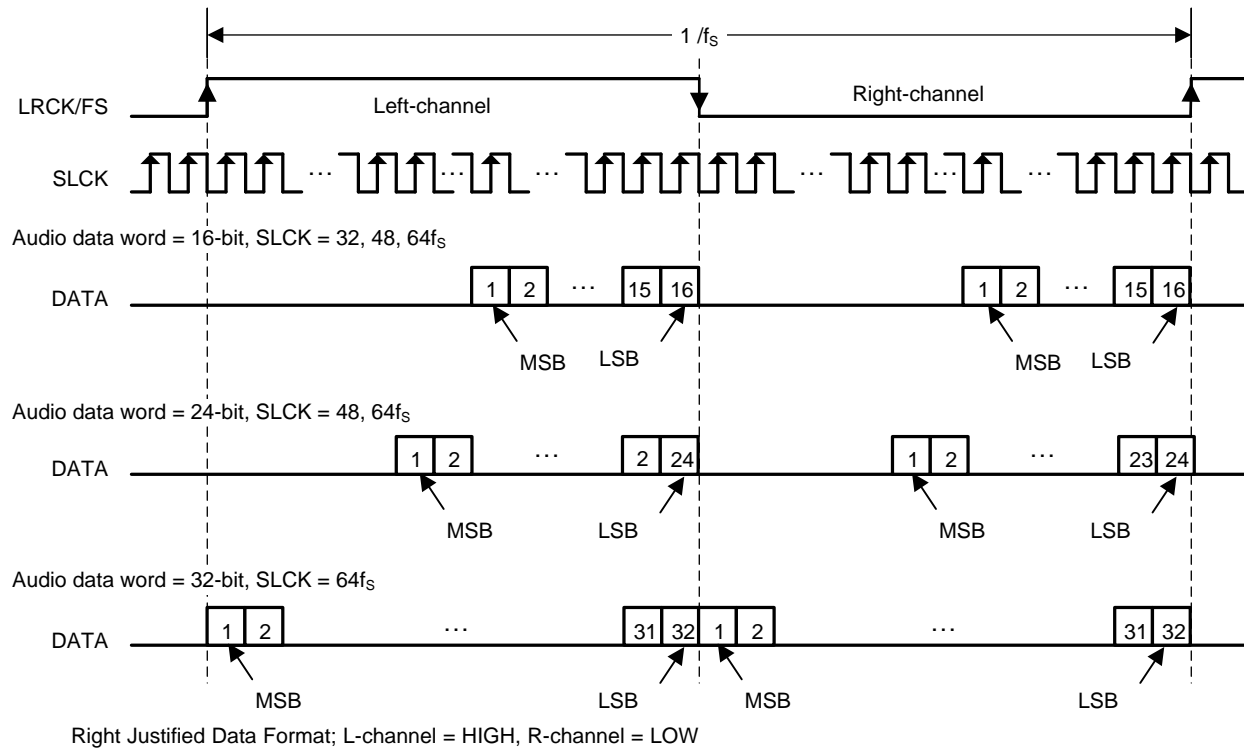 1 /fS
LRCK/FS
Left-channel
Right-channel
SLCK
... ... ... ... ... ... ...
Audio data word = 16-bit, SLCK = 32, 48, 64fS
DATA
1 2 ... 15 16 1 2 ... 15 16
MSB LSB MSB LSB
Audio data word = 24-bit, SLCK = 48, 64fS
DATA
1 2 ... 2 24 1 2 ... 23 24
MSB LSB MSB LSB
Audio data word = 32-bit, SLCK = 64fS
DATA
1 2 ... 31 32 1 2 ... 31 32
MSB LSB MSB LSB
Right Justified Data Format; L-channel = HIGH, R-channel = LOW